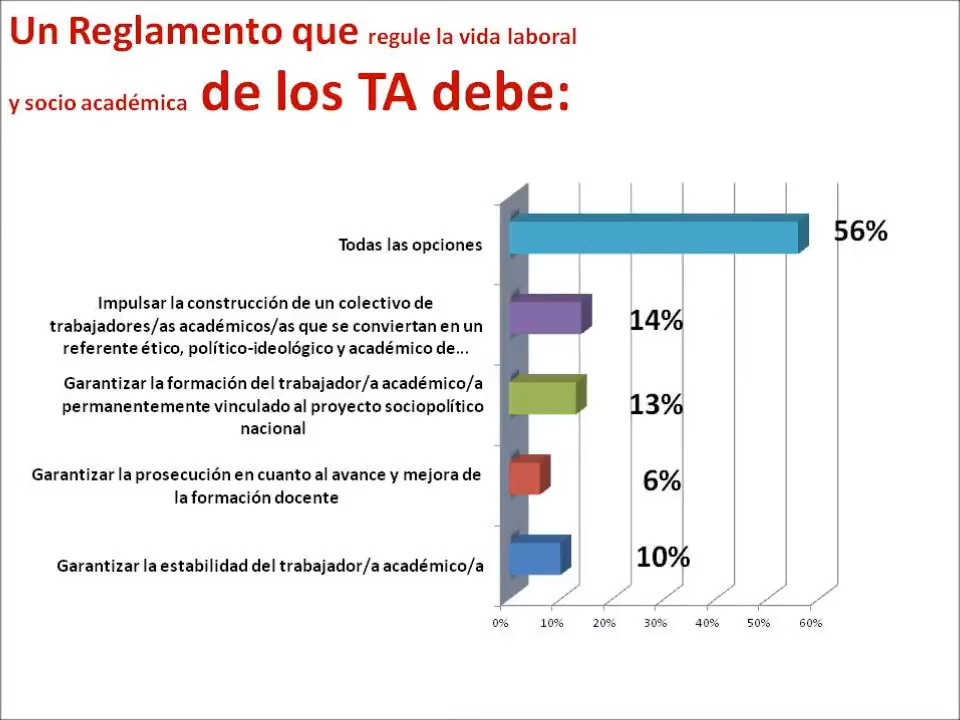 Un Reglamento que regule la vida laboral
y socio académica de los TA debe:
Todas las opciones
56%
Impulsar la construcción de un colectivo de
trabajadores/as académicos/as que se conviertan en un
referente ético, político-ideológico y académico de...
14%
Garantizar la formación del trabajador/a académico/a
permanentemente vinculado al proyecto sociopolítico
nacional
13%
Garantizar la prosecución en cuanto al avance y mejora de
la formación docente
6%
Garantizar la estabilidad del trabajador/a académico/a
10%
0% 10% 20% 30% 40% 50% 60%